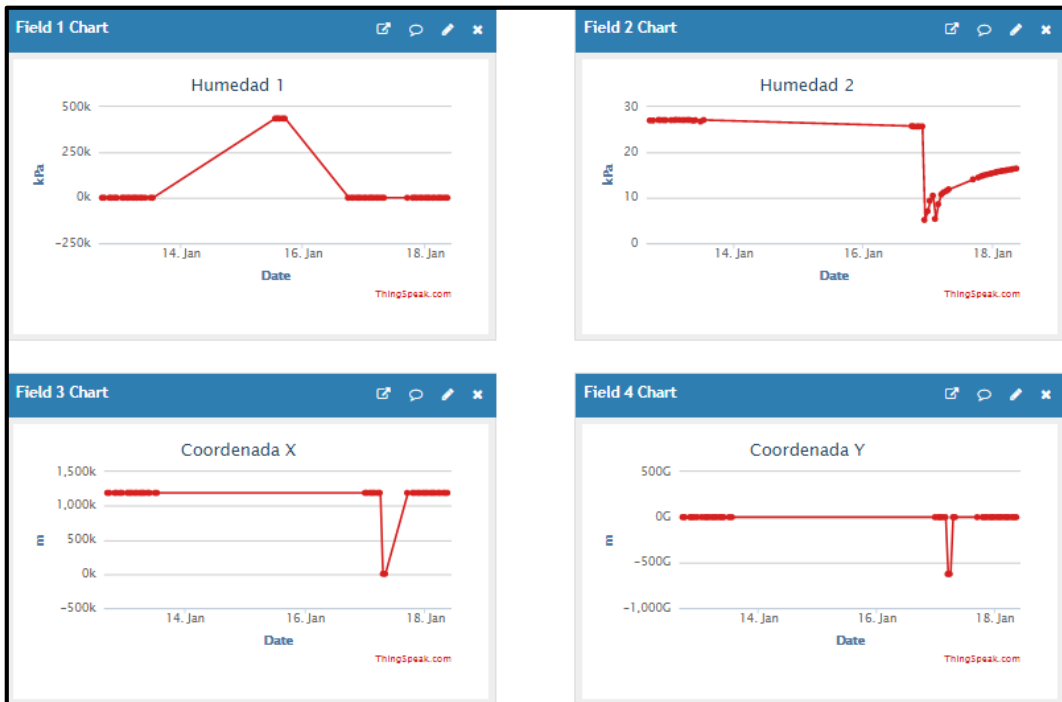 Field 1 Chart
Humedad 1
500k
250k
0k
−250k
kPa
14. Jan 16. Jan 18. Jan
Date
ThingSpeak.com
Field 2 Chart
Humedad 2
30
20
10
0
kPa
14. Jan 16. Jan 18. Jan
Date
ThingSpeak.com
Field 3 Chart
Coordenada X
1,500k
1,000k
500k
0k
−500k
m
14. Jan 16. Jan 18. Jan
Date
ThingSpeak.com
Field 4 Chart
Coordenada Y
500G
0G
−500G
−1,000G
m
14. Jan 16. Jan 18. Jan
Date
ThingSpeak.com